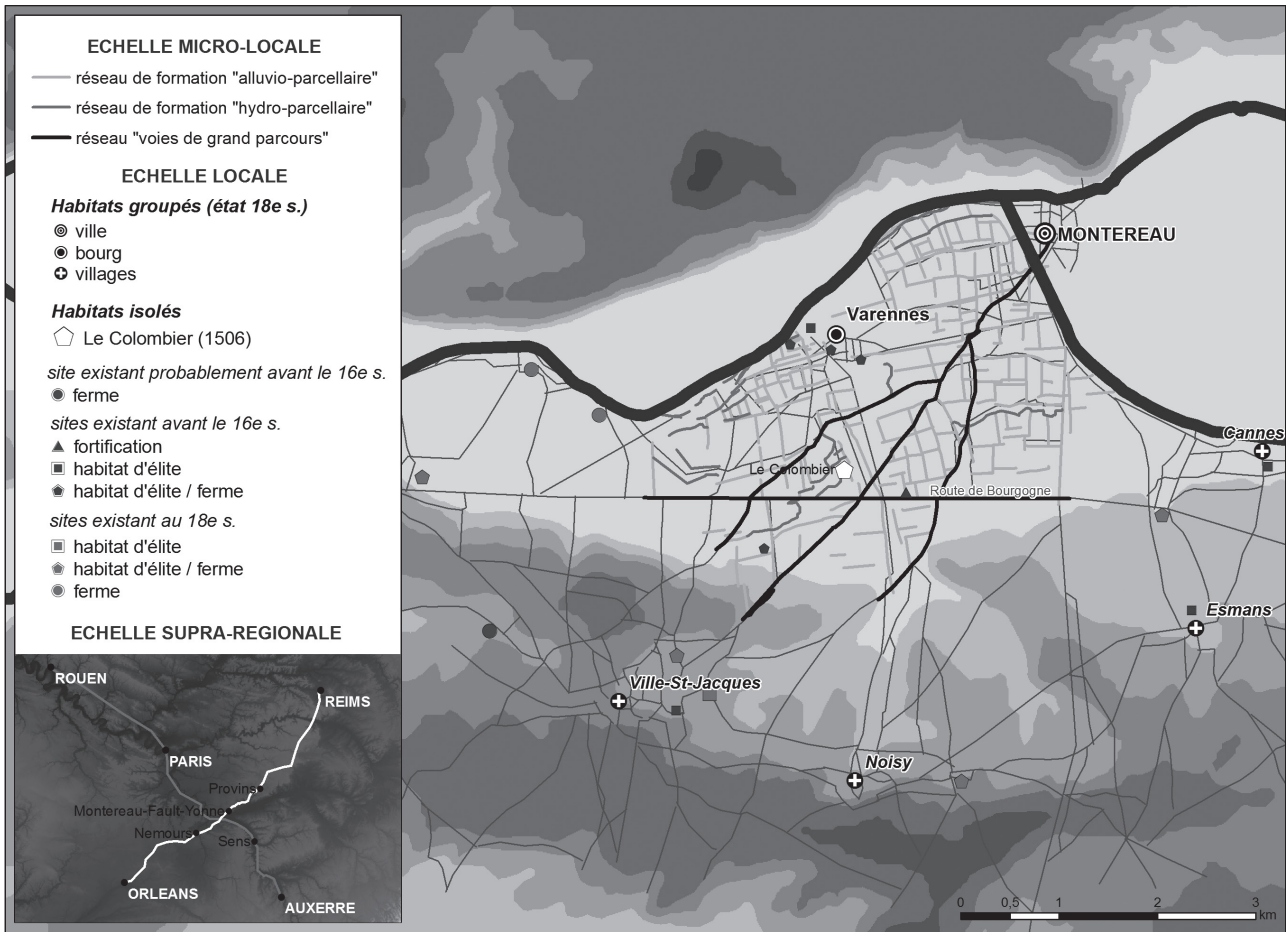 ECHELLE MICRO-LOCALE
réseau de formation "alluvio-parcellaire"
réseau de formation "hydro-parcellaire"
réseau "voies de grand parcours"
ECHELLE LOCALE
Habitats groupés (état 18e s.)
ville
bourg
villages
Habitats isolés
Le Colombier (1506)
site existant probablement avant le 16e s.
ferme
sites existant avant le 16e s.
fortification
habitat d'élite
habitat d'élite / ferme
sites existant au 18e s.
habitat d'élite
habitat d'élite / ferme
ferme
ECHELLE SUPRA-REGIONALE
ROUEN
REIMS
PARIS
Provins
Montereau-Fault-Yonne
Nemours
Sens
ORLEANS
AUXERRE
MONTEREAU
Varennes
Cannes
Le Colombier
Route de Bourgogne
Esmans
Ville-St-Jacques
Noisy
0 0,5 1 2 3
km